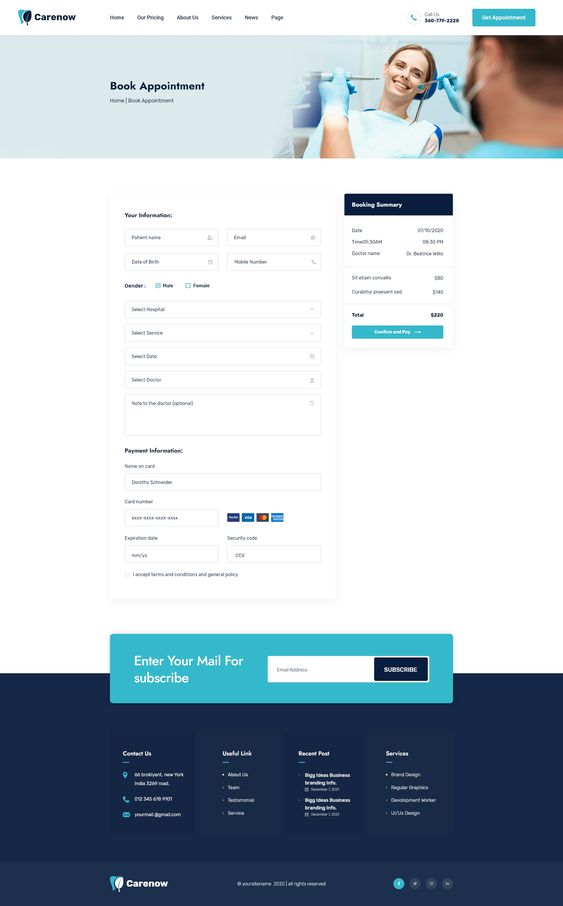 Carenow
Home Our Pricing About Us Services News Page
Call Us
360-779-2228
Get Appointment
Book Appointment
Home | Book Appointment
Your Information:
Patient name
Email
Date of Birth
Mobile Number
Gender :
Male
Female
Select Hospital
Select Service
Select Date
Select Doctor
Note to the doctor (optional)
Payment Information:
Name on card
Dorothy Schneider
Card number
xxxx-xxxx-xxxx-xxxx
PayPal
VISA
Expiration date
Security code
mm/yy
CCV
I accept terms and conditions and general policy
Booking Summary
Date 07/10/2020
Time09:30AM 08:30 PM
Doctor name Dr. Beatrice Willis
Sit etiam convallis $80
Curabitur praesent sed $140
Total $220
Confirm and Pay
Enter Your Mail For
subscribe
Email Address
SUBSCRIBE
Contact Us
66 broklyant, new York
India 3269 road.
012 345 678 9101
yourmail.@gmail.com
Useful Link
About Us
Team
Testomonial
Service
Recent Post
Bigg Ideas Business
branding Info.
December 7, 2021
Bigg Ideas Business
branding Info.
December 7, 2021
Services
Brand Design
Regular Graphics
Development Worker
Ui/Ux Design
Carenow
© yoursitename 2020 | all rights reserved